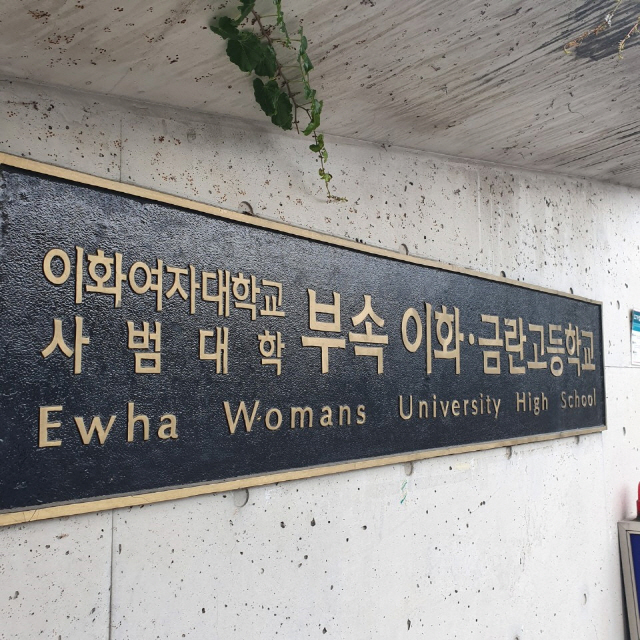 이화여자대학교
사범대학 부속 이화·금란고등학교
Ewha Womans University High School